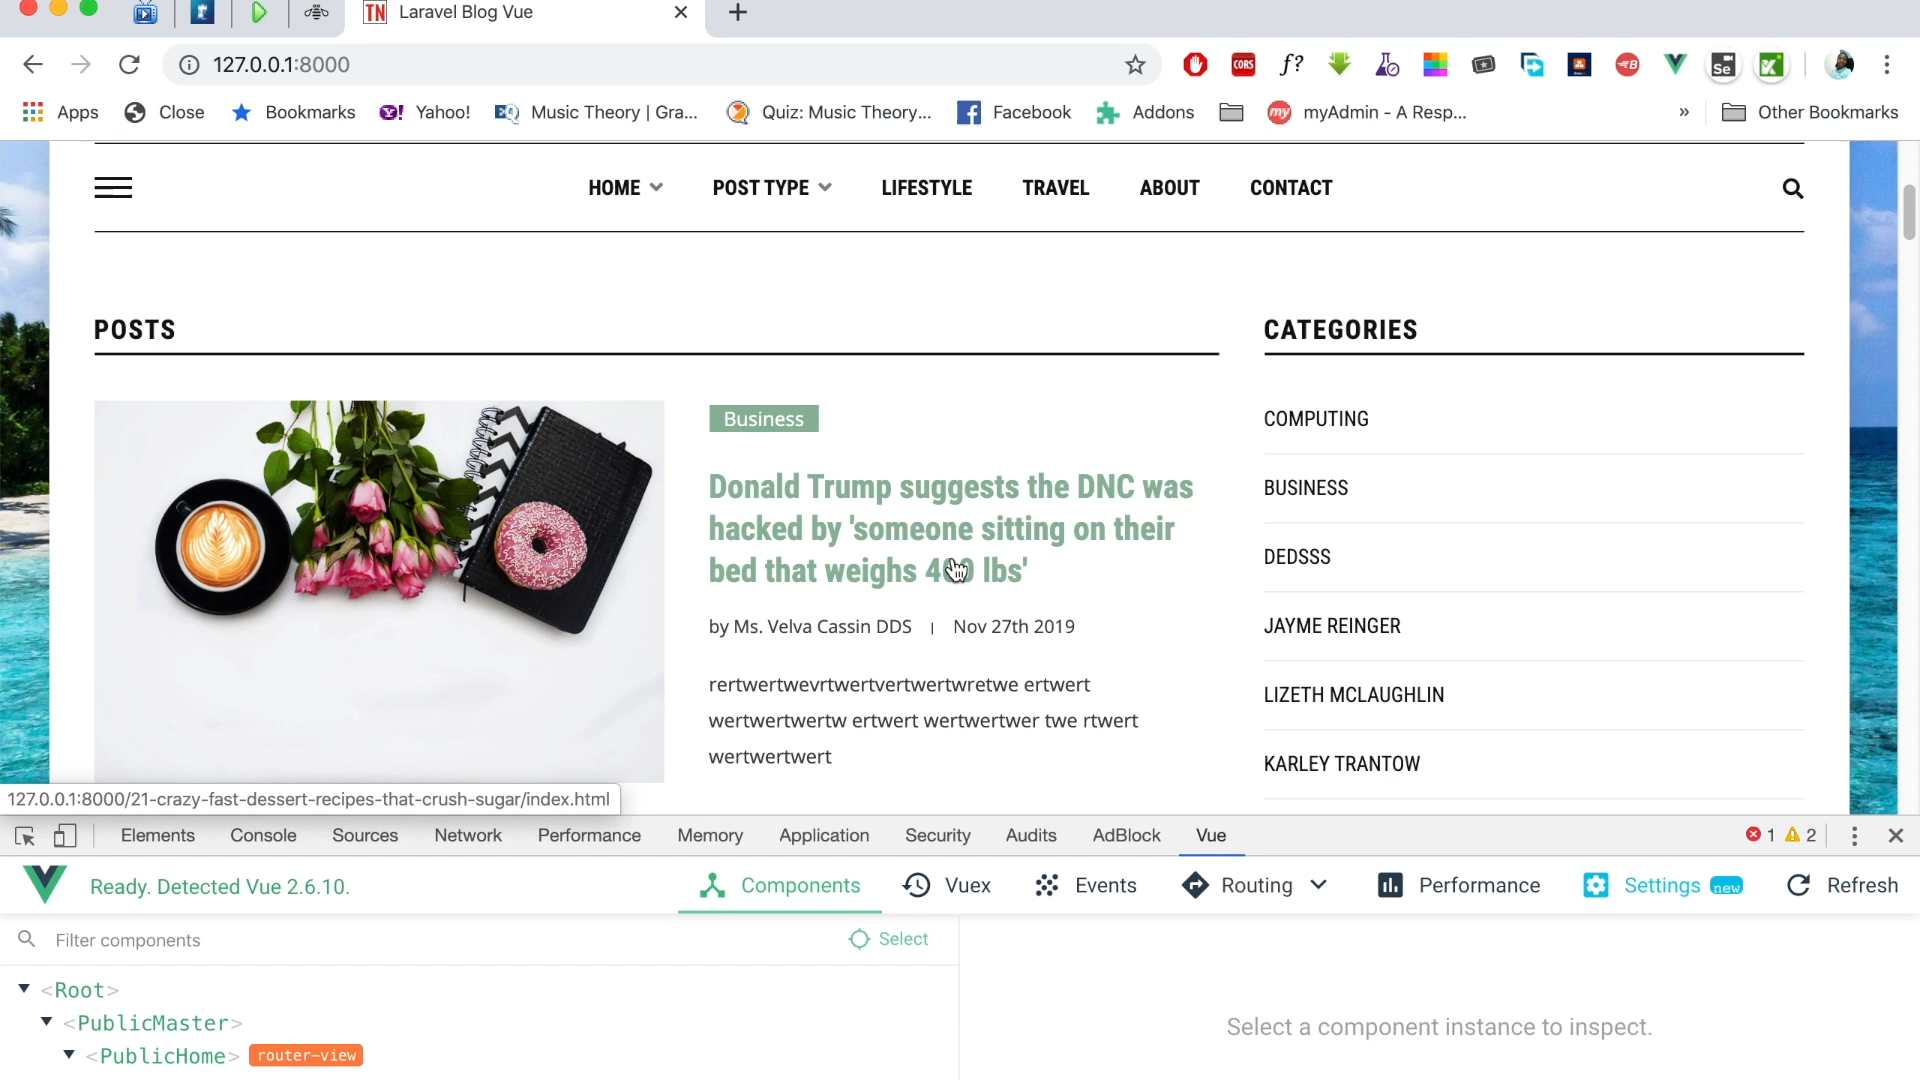 TN Laravel Blog Vue
127.0.0.1:8000
CORS f? Se
Apps Close Bookmarks Yahoo! EQ Music Theory | Gra... Quiz: Music Theory... Facebook Addons my myAdmin - A Resp... » Other Bookmarks
HOME POST TYPE LIFESTYLE TRAVEL ABOUT CONTACT
POSTS
Business
Donald Trump suggests the DNC was
hacked by 'someone sitting on their
bed that weighs 400 lbs'
by Ms. Velva Cassin DDS | Nov 27th 2019
rertwertwevrtwertvertwertwretwe ertwert
wertwertwertw ertwert wertwertwer twe rtwert
wertwertwert
CATEGORIES
COMPUTING
BUSINESS
DEDSSS
JAYME REINGER
LIZETH MCLAUGHLIN
KARLEY TRANTOW
127.0.0.1:8000/21-crazy-fast-dessert-recipes-that-crush-sugar/index.html
Elements Console Sources Network Performance Memory Application Security Audits AdBlock Vue 1 2
Ready. Detected Vue 2.6.10. Components Vuex Events Routing Performance Settings new Refresh
Filter components Select
<Root>
<PublicMaster>
<PublicHome> router-view
Select a component instance to inspect.